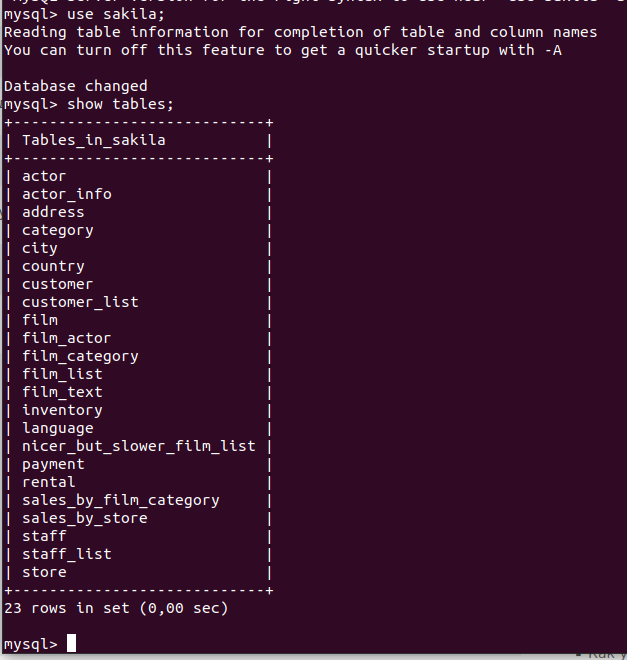 mysql> use sakila;
Reading table information for completion of table and column names
You can turn off this feature to get a quicker startup with -A
Database changed
mysql> show tables;
+----------------------------+
| Tables_in_sakila           |
+----------------------------+
| actor                      |
| actor_info                 |
| address                    |
| category                   |
| city                       |
| country                    |
| customer                   |
| customer_list              |
| film                       |
| film_actor                 |
| film_category              |
| film_list                  |
| film_text                  |
| inventory                  |
| language                   |
| nicer_but_slower_film_list |
| payment                    |
| rental                     |
| sales_by_film_category     |
| sales_by_store             |
| staff                      |
| staff_list                 |
| store                      |
+----------------------------+
23 rows in set (0,00 sec)
mysql>